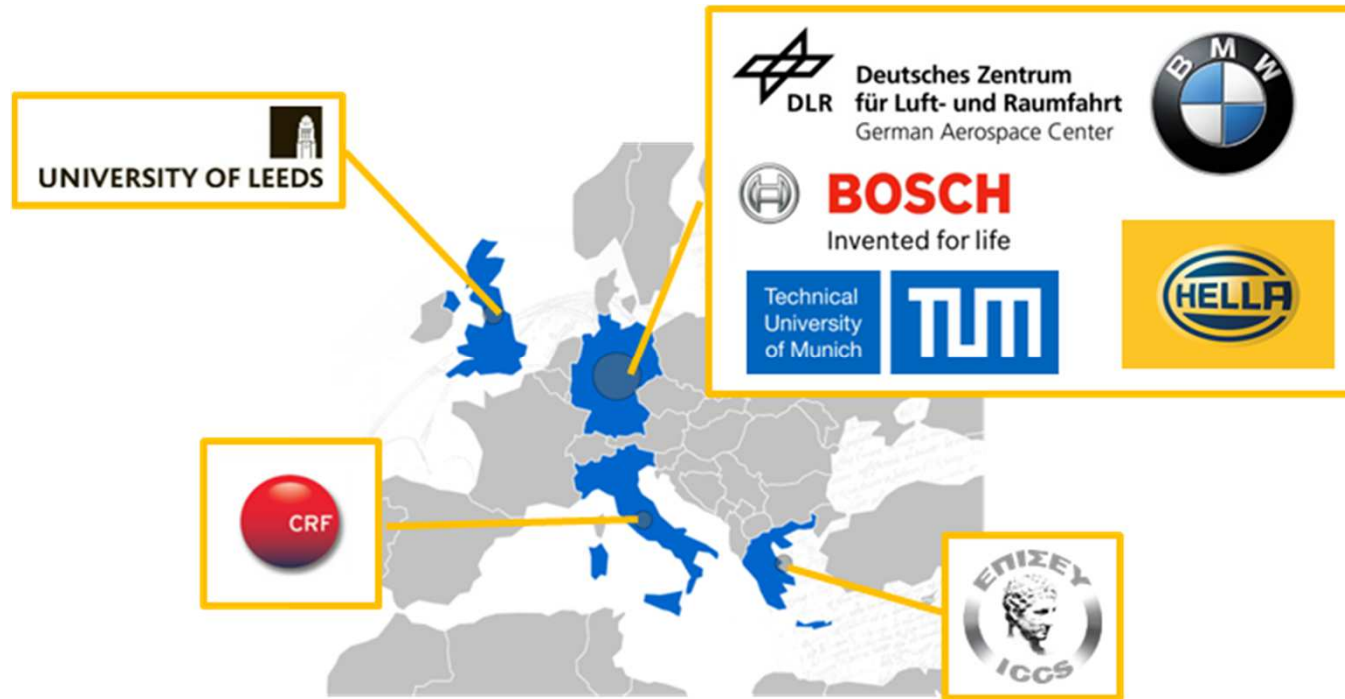 UNIVERSITY OF LEEDS
DLR
Deutsches Zentrum
für Luft- und Raumfahrt
German Aerospace Center
BMW
BOSCH
Invented for life
Technical
University
of Munich
TUM
HELLA
CRF
ΕΠΙΣΕΥ
ICCS